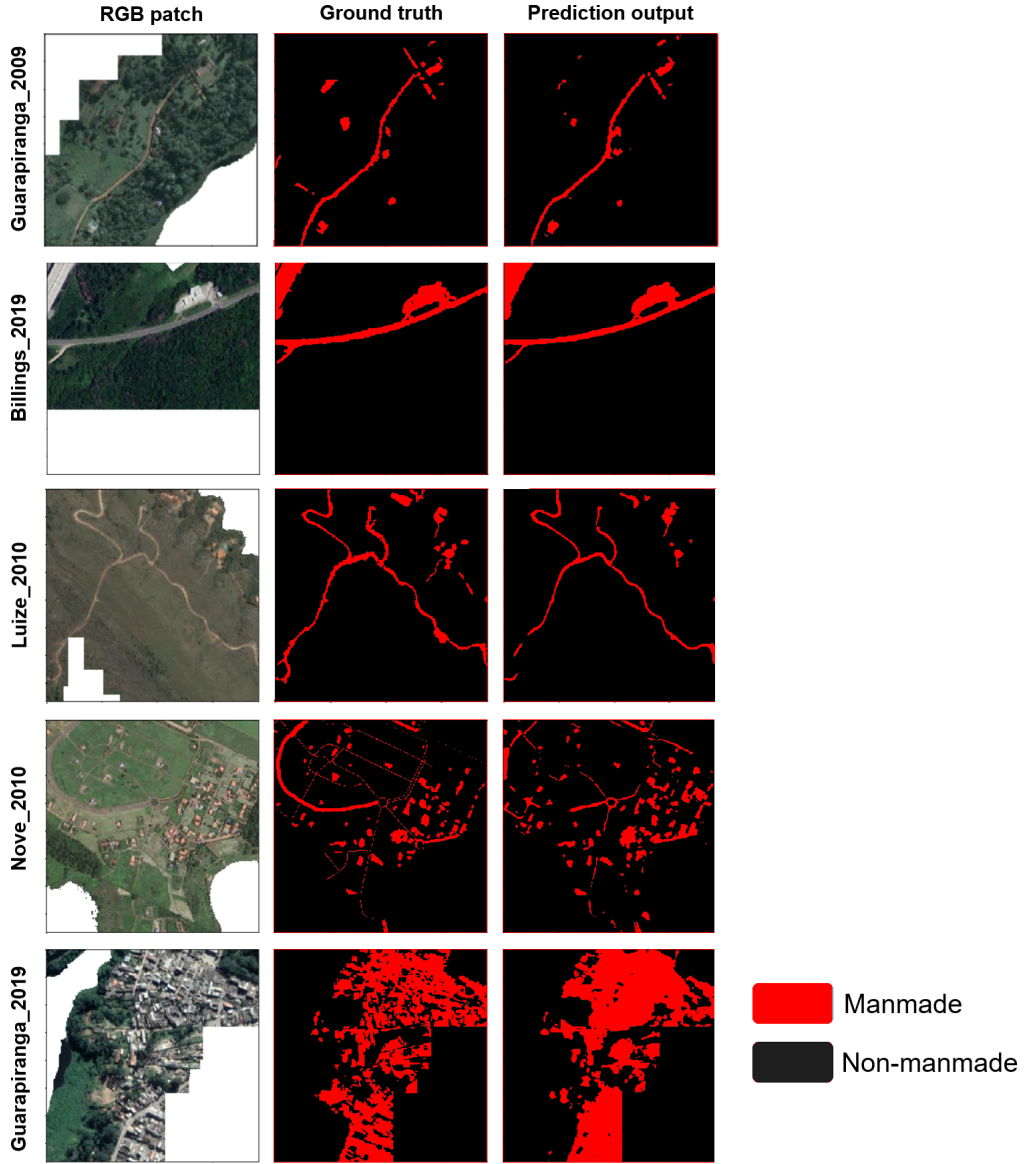 RGB patch
Ground truth
Prediction output
Guarapiranga_2009
Billings_2019
Luize_2010
Nove_2010
Guarapiranga_2019
Manmade
Non-manmade